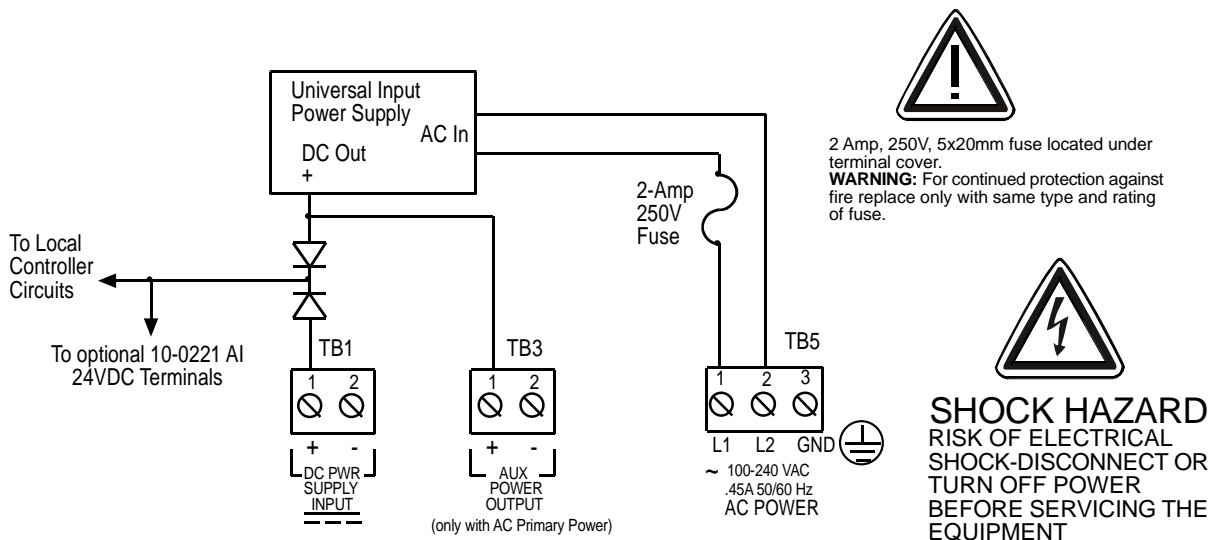 Universal Input
Power Supply
AC In
DC Out
+
2-Amp
250V
Fuse
To Local
Controller
Circuits
To optional 10-0221 AI
24VDC Terminals
TB1
1 2
+ -
DC PWR
SUPPLY
INPUT
TB3
1 2
+ -
AUX
POWER
OUTPUT
(only with AC Primary Power)
TB5
1 2 3
L1 L2 GND
~ 100-240 VAC
.45A 50/60 Hz
AC POWER
!
2 Amp, 250V, 5x20mm fuse located under
terminal cover.
WARNING: For continued protection against
fire replace only with same type and rating
of fuse.
SHOCK HAZARD
RISK OF ELECTRICAL
SHOCK-DISCONNECT OR
TURN OFF POWER
BEFORE SERVICING THE
EQUIPMENT